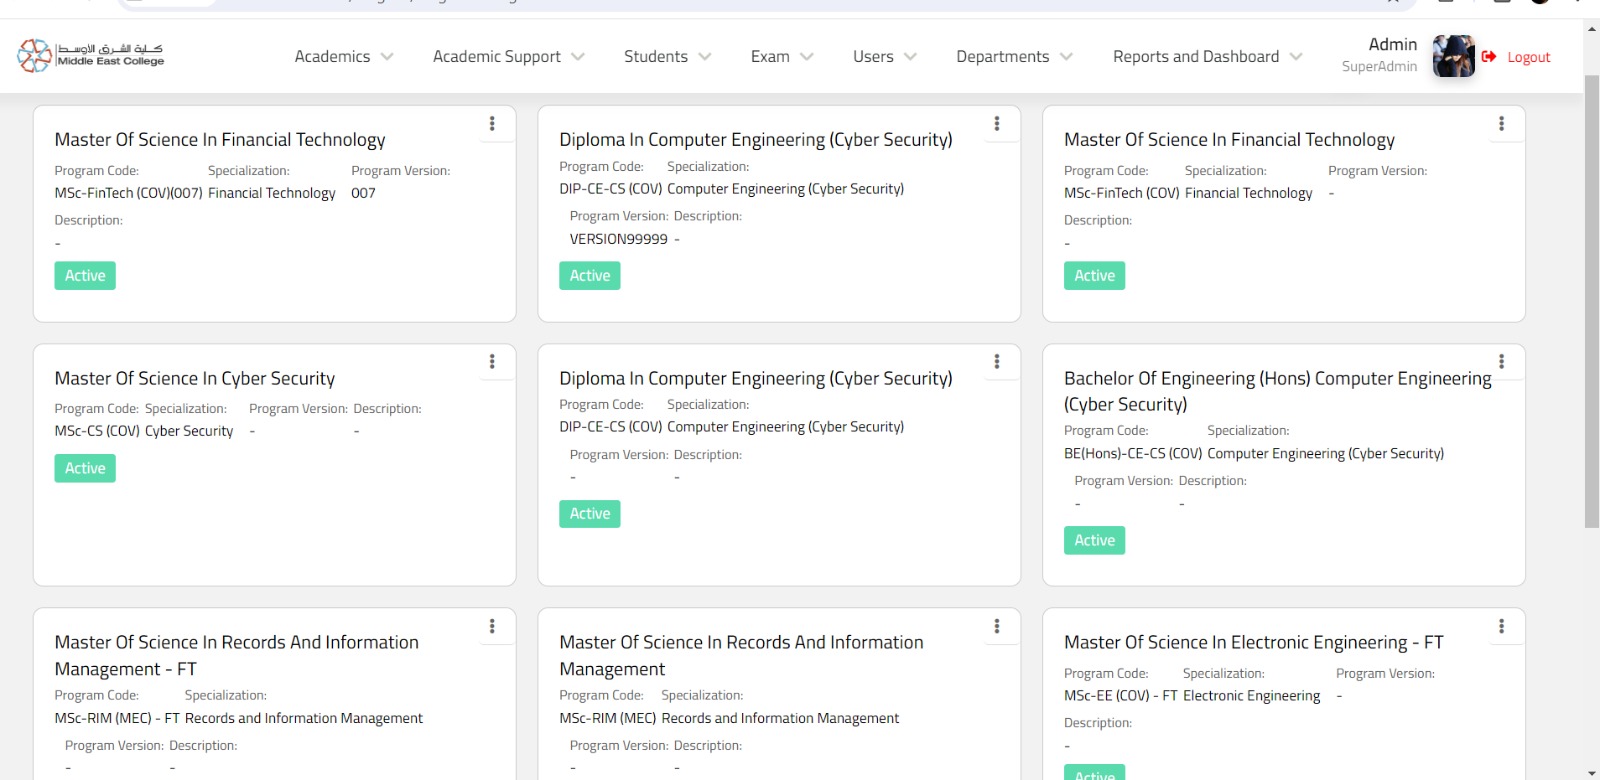 كلية الشرق الأوسط
Middle East College
Academics
Academic Support
Students
Exam
Users
Departments
Reports and Dashboard
Admin
SuperAdmin
Logout
Master Of Science In Financial Technology
Program Code: Specialization: Program Version:
MSc-FinTech (COV)(007) Financial Technology 007
Description:
-
Active
Diploma In Computer Engineering (Cyber Security)
Program Code: Specialization:
DIP-CE-CS (COV) Computer Engineering (Cyber Security)
Program Version: Description:
VERSION99999 -
Active
Master Of Science In Financial Technology
Program Code: Specialization: Program Version:
MSc-FinTech (COV) Financial Technology -
Description:
-
Active
Master Of Science In Cyber Security
Program Code: Specialization: Program Version: Description:
MSc-CS (COV) Cyber Security - -
Active
Diploma In Computer Engineering (Cyber Security)
Program Code: Specialization:
DIP-CE-CS (COV) Computer Engineering (Cyber Security)
Program Version: Description:
- -
Active
Bachelor Of Engineering (Hons) Computer Engineering
(Cyber Security)
Program Code: Specialization:
BE(Hons)-CE-CS (COV) Computer Engineering (Cyber Security)
Program Version: Description:
- -
Active
Master Of Science In Records And Information
Management - FT
Program Code: Specialization:
MSc-RIM (MEC) - FT Records and Information Management
Program Version: Description:
- -
Master Of Science In Records And Information
Management
Program Code: Specialization:
MSc-RIM (MEC) Records and Information Management
Program Version: Description:
- -
Master Of Science In Electronic Engineering - FT
Program Code: Specialization: Program Version:
MSc-EE (COV) - FT Electronic Engineering -
Description:
-
Active